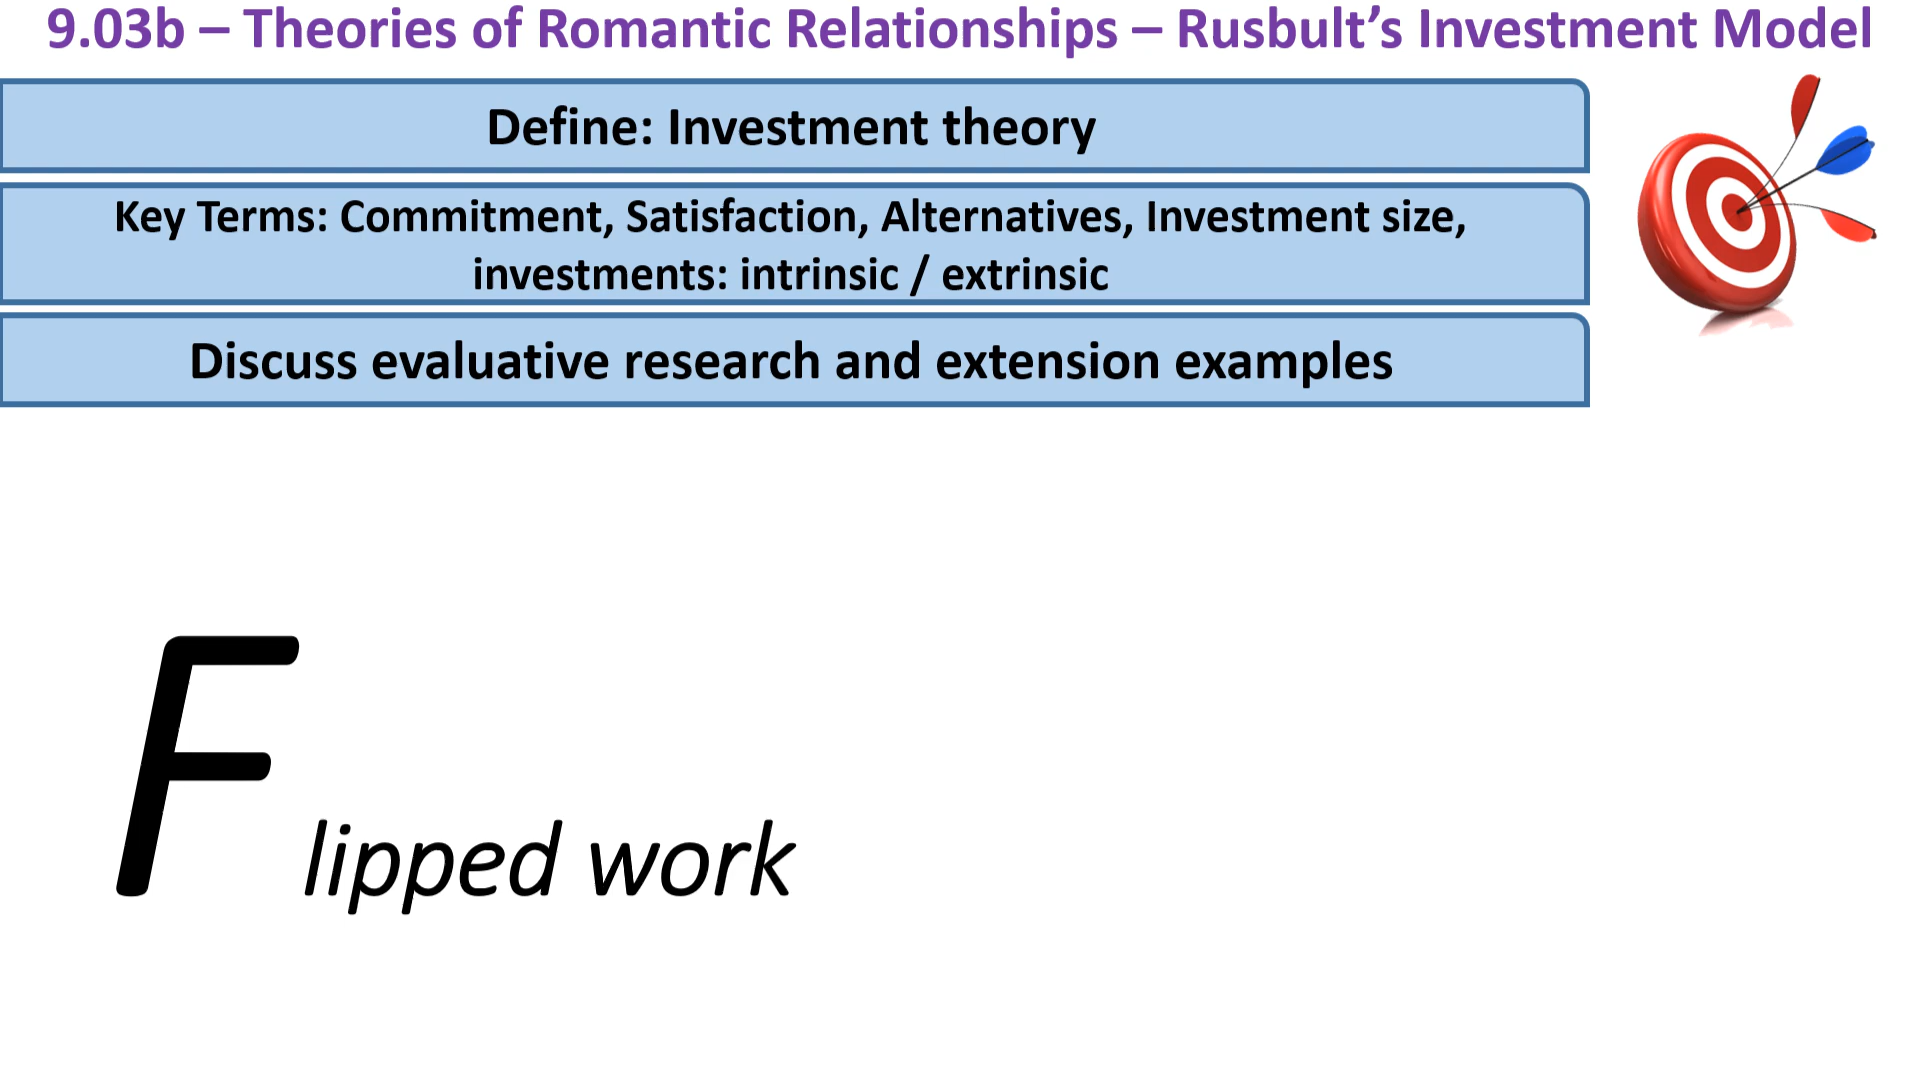 9.03b – Theories of Romantic Relationships – Rusbult’s Investment Model
Define: Investment theory
Key Terms: Commitment, Satisfaction, Alternatives, Investment size,
investments: intrinsic / extrinsic
Discuss evaluative research and extension examples
Flipped work